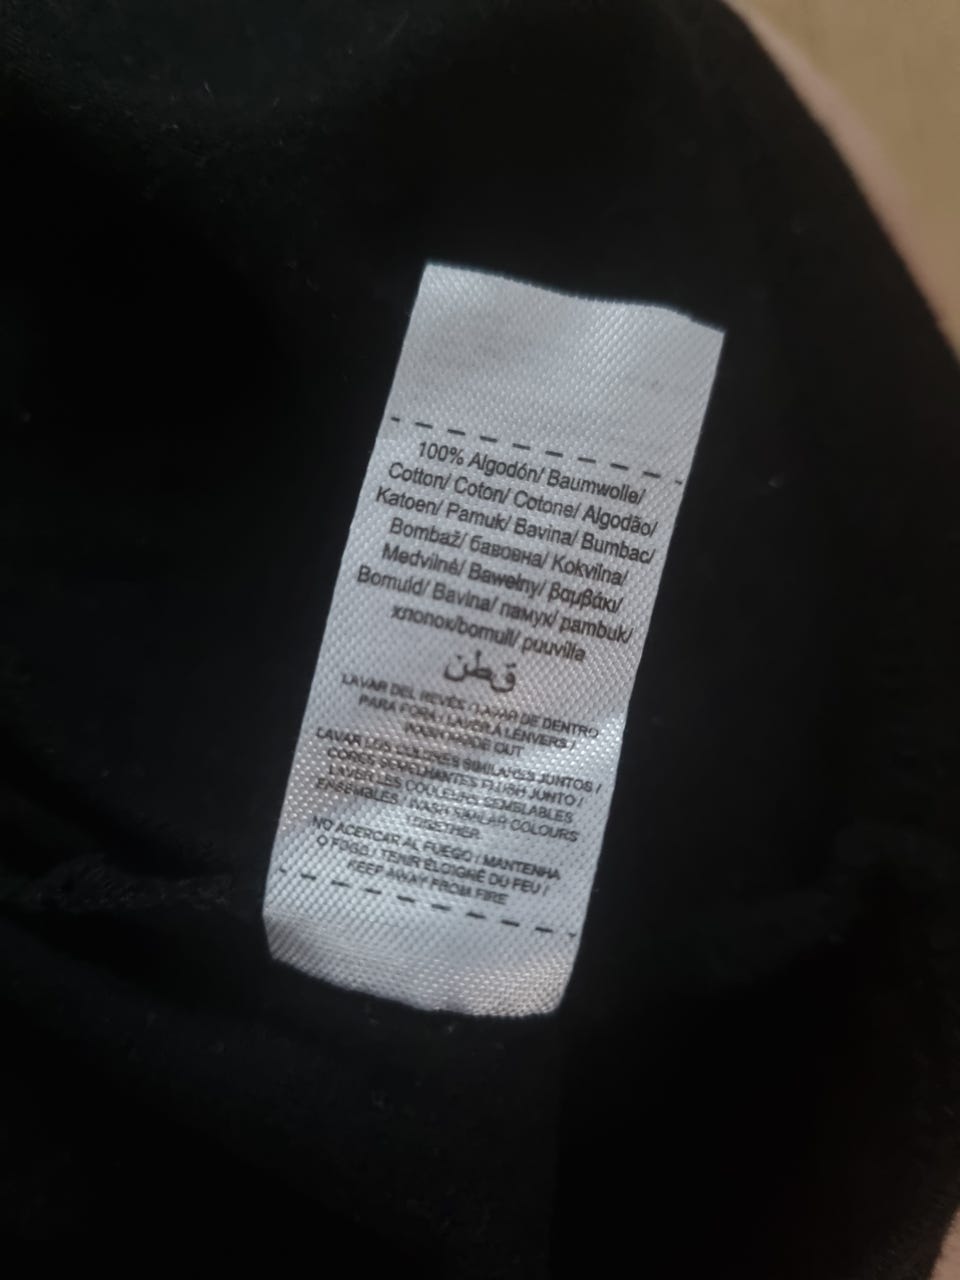 100% Algodón/ Baumwolle/
Cotton/ Coton/ Cotone/ Algodão/
Katoen/ Pamuk/ Bavina/ Bumbac/
Bombaž/ бавовна/ Kokvilna/
Medvilnė/ Bawełny/ βαμβάκι/
Bomuld/ Bavlna/ памук/ pambuk/
хлопок/bomull/ puuvilla
قطن
LAVAR DEL REVÉS / LAVAR DE DENTRO
PARA FORA / LAVER A LÉNVERS /
WASH INSIDE OUT
LAVAR LOS COLORES SIMILARES JUNTOS /
CORES SEMELHANTES JUNTO /
LAVER LES COULEURS SEMBLABLES
ENSEMBLES / WASH SIMILAR COLOURS
TOGETHER
NO ACERCAR AL FUEGO / MANTENHA
O FOGO / TENIR ÉLOIGNÉ DU FEU /
KEEP AWAY FROM FIRE